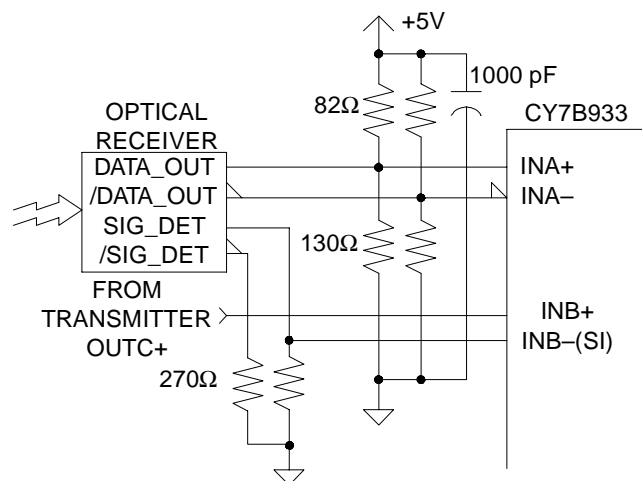 +5V
1000 pF
82Ω
CY7B933
OPTICAL
RECEIVER
DATA_OUT
/DATA_OUT
SIG_DET
/SIG_DET
INA+
INA–
130Ω
FROM
TRANSMITTER
OUTC+
INB+
INB–(SI)
270Ω